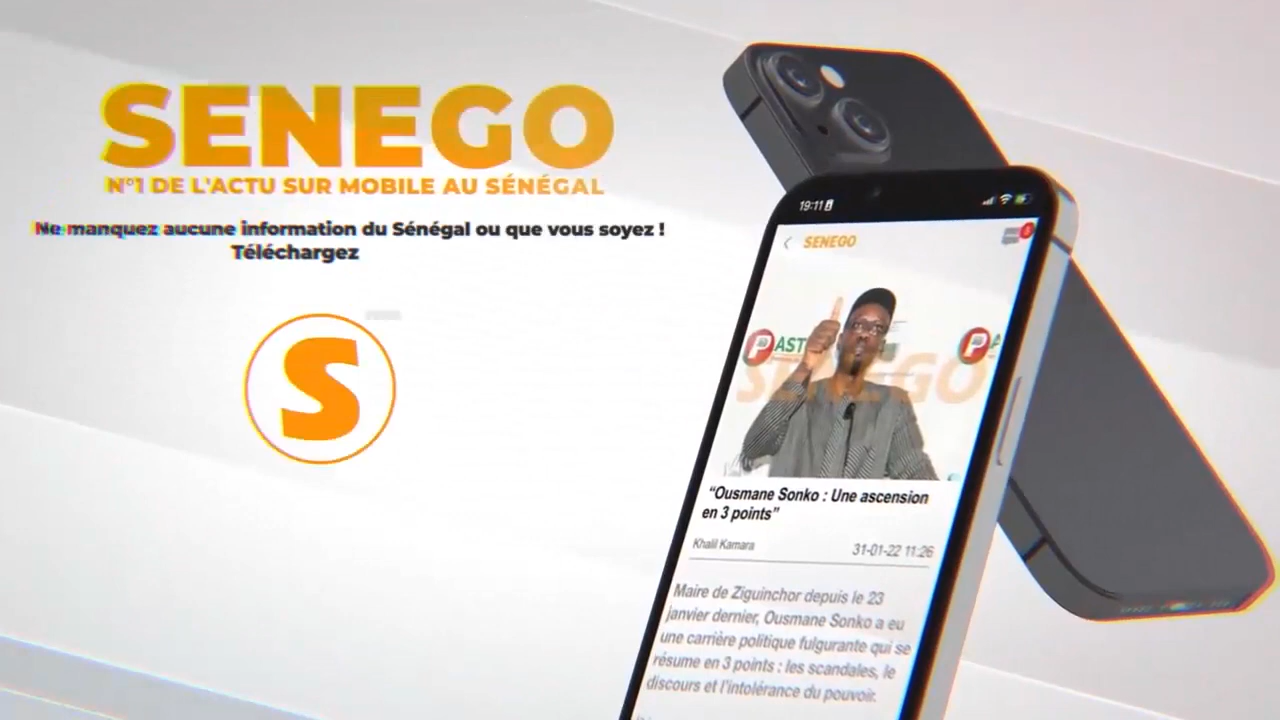 SENEGO
N°1 DE L'ACTU SUR MOBILE AU SÉNÉGAL
Ne manquez aucune information du Sénégal ou que vous soyez !
Téléchargez
S
19:11
SENEGO
PAST
P A
SENEGO
“Ousmane Sonko : Une ascension
en 3 points”
Khalil Kamara
31-01-22 11:26
Maire de Ziguinchor depuis le 23
janvier dernier, Ousmane Sonko a eu
une carrière politique fulgurante qui se
résume en 3 points : les scandales, le
discours et l'intolérance du pouvoir.